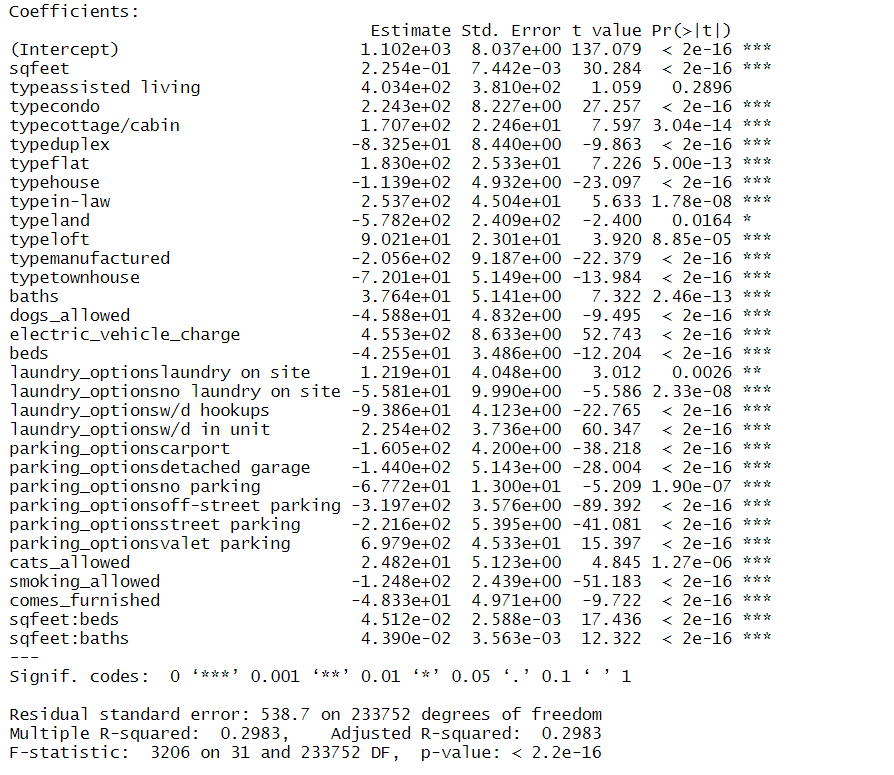 Coefficients:
Estimate Std. Error t value Pr(>|t|)
(Intercept) 1.102e+03 8.037e+00 137.079 < 2e-16 ***
sqfeet 2.254e-01 7.442e-03 30.284 < 2e-16 ***
typeassisted living 4.034e+02 3.810e+02 1.059 0.2896
typecondo 2.243e+02 8.227e+00 27.257 < 2e-16 ***
typecottage/cabin 1.707e+02 2.246e+01 7.597 3.04e-14 ***
typeduplex -8.325e+01 8.440e+00 -9.863 < 2e-16 ***
typeflat 1.830e+02 2.533e+01 7.226 5.00e-13 ***
typehouse -1.139e+02 4.932e+00 -23.097 < 2e-16 ***
typein-law 2.537e+02 4.504e+01 5.633 1.78e-08 ***
typeland -5.782e+02 2.409e+02 -2.400 0.0164 *
typeloft 9.021e+01 2.301e+01 3.920 8.85e-05 ***
typemanufactured -2.056e+02 9.187e+00 -22.379 < 2e-16 ***
typetownhouse -7.201e+01 5.149e+00 -13.984 < 2e-16 ***
baths 3.764e+01 5.141e+00 7.322 2.46e-13 ***
dogs_allowed -4.588e+01 4.832e+00 -9.495 < 2e-16 ***
electric_vehicle_charge 4.553e+02 8.633e+00 52.743 < 2e-16 ***
beds -4.255e+01 3.486e+00 -12.204 < 2e-16 ***
laundry_optionslaundry on site 1.219e+01 4.048e+00 3.012 0.0026 **
laundry_optionsno laundry on site -5.581e+01 9.990e+00 -5.586 2.33e-08 ***
laundry_optionsw/d hookups -9.386e+01 4.123e+00 -22.765 < 2e-16 ***
laundry_optionsw/d in unit 2.254e+02 3.736e+00 60.347 < 2e-16 ***
parking_optionscarport -1.605e+02 4.200e+00 -38.218 < 2e-16 ***
parking_optionsdetached garage -1.440e+02 5.143e+00 -28.004 < 2e-16 ***
parking_optionsno parking -6.772e+01 1.300e+01 -5.209 1.90e-07 ***
parking_optionsoff-street parking -3.197e+02 3.576e+00 -89.392 < 2e-16 ***
parking_optionsstreet parking -2.216e+02 5.395e+00 -41.081 < 2e-16 ***
parking_optionsvalet parking 6.979e+02 4.533e+01 15.397 < 2e-16 ***
cats_allowed 2.482e+01 5.123e+00 4.845 1.27e-06 ***
smoking_allowed -1.248e+02 2.439e+00 -51.183 < 2e-16 ***
comes_furnished -4.833e+01 4.971e+00 -9.722 < 2e-16 ***
sqfeet:beds 4.512e-02 2.588e-03 17.436 < 2e-16 ***
sqfeet:baths 4.390e-02 3.563e-03 12.322 < 2e-16 ***
---
Signif. codes: 0 ‘***’ 0.001 ‘**’ 0.01 ‘*’ 0.05 ‘.’ 0.1 ‘ ’ 1
Residual standard error: 538.7 on 233752 degrees of freedom
Multiple R-squared: 0.2983, Adjusted R-squared: 0.2983
F-statistic: 3206 on 31 and 233752 DF, p-value: < 2.2e-16